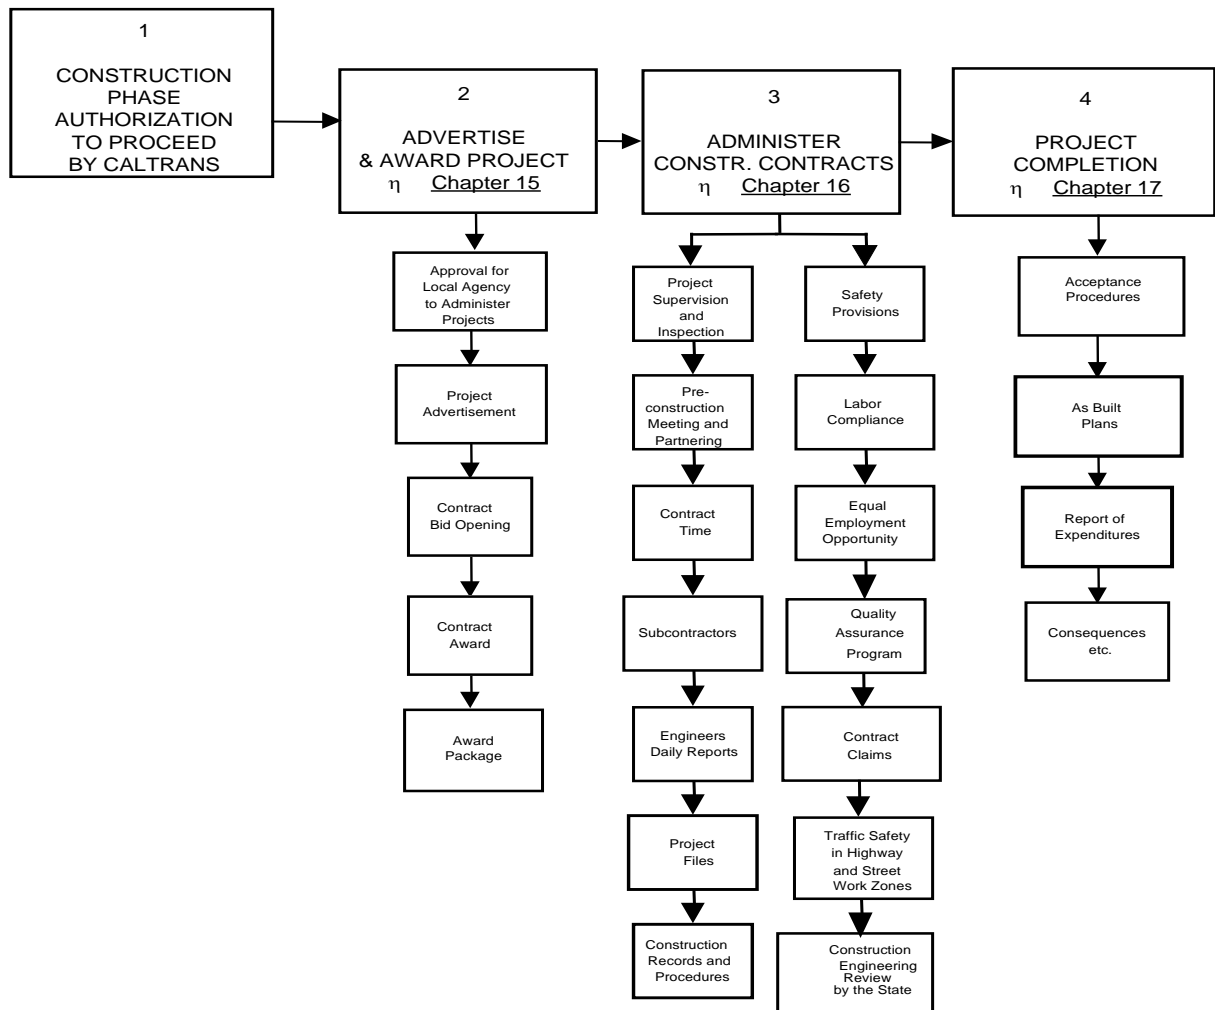 1
CONSTRUCTION
PHASE
AUTHORIZATION
TO PROCEED
BY CALTRANS
2
ADVERTISE
& AWARD PROJECT
η Chapter 15
3
ADMINISTER
CONSTR. CONTRACTS
η Chapter 16
4
PROJECT
COMPLETION
η Chapter 17
Approval for
Local Agency
to Administer
Projects
Project
Advertisement
Contract
Bid Opening
Contract
Award
Award
Package
Project
Supervision
and
Inspection
Pre-
construction
Meeting and
Partnering
Contract
Time
Subcontractors
Engineers
Daily Reports
Project
Files
Construction
Records and
Procedures
Safety
Provisions
Labor
Compliance
Equal
Employment
Opportunity
Quality
Assurance
Program
Contract
Claims
Traffic Safety
in Highway
and Street
Work Zones
Construction
Engineering
Review
by the State
Acceptance
Procedures
As Built
Plans
Report of
Expenditures
Consequences
etc.